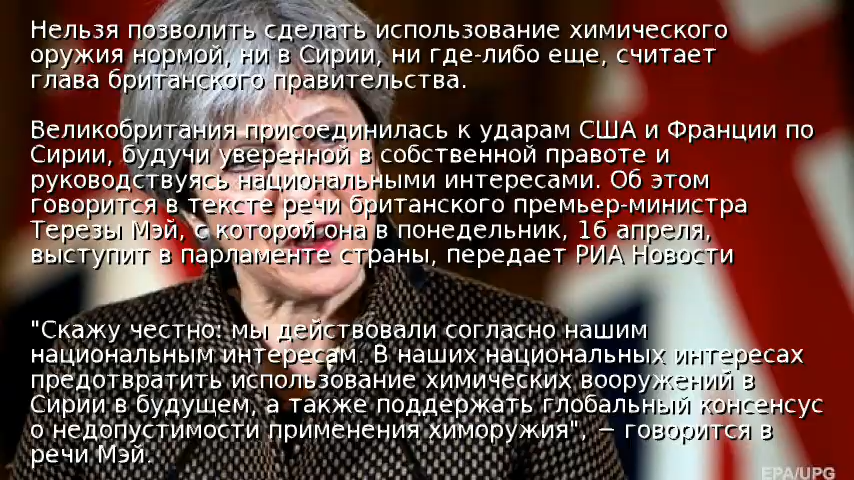 Нельзя позволить сделать использование химического
оружия нормой, ни в Сирии, ни где-либо еще, считает
глава британского правительства.
Великобритания присоединилась к ударам США и Франции по
Сирии, будучи уверенной в собственной правоте и
руководствуясь национальными интересами. Об этом
говорится в тексте речи британского премьер-министра
Терезы Мэй, с которой она в понедельник, 16 апреля,
выступит в парламенте страны, передает РИА Новости
"Скажу честно: мы действовали согласно нашим
национальным интересам. В наших национальных интересах
предотвратить использование химических вооружений в
Сирии в будущем, а также поддержать глобальный консенсус
о недопустимости применения химоружия", — говорится в
речи Мэй.
EPA/UPG